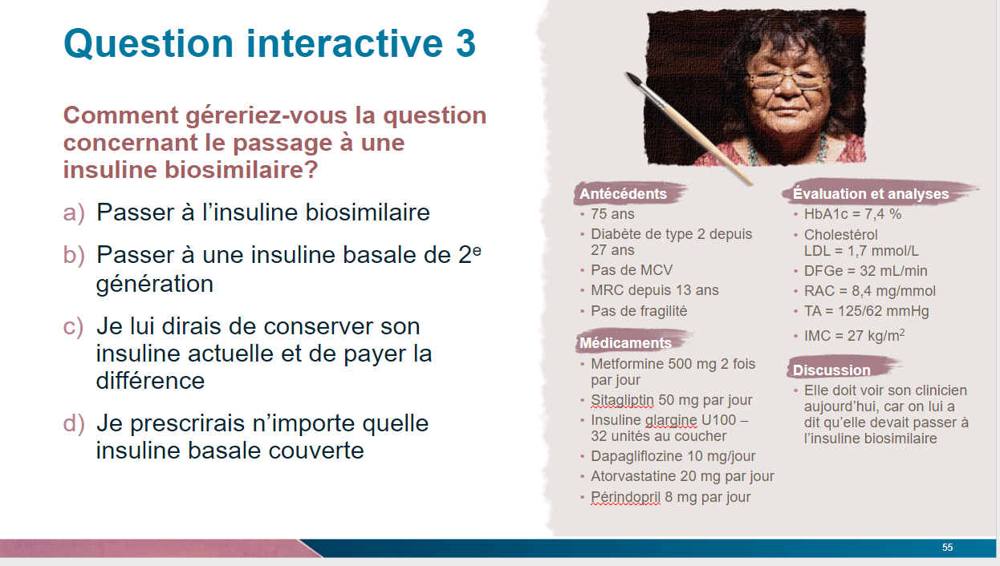 Question interactive 3
Comment géreriez-vous la question
concernant le passage à une
insuline biosimilaire?
a) Passer à l’insuline biosimilaire
b) Passer à une insuline basale de 2e
génération
c) Je lui dirais de conserver son
insuline actuelle et de payer la
différence
d) Je prescrirais n’importe quelle
insuline basale couverte
Antécédents
• 75 ans
• Diabète de type 2 depuis
27 ans
• Pas de MCV
• MRC depuis 13 ans
• Pas de fragilité
Médicaments
• Metformine 500 mg 2 fois
par jour
• Sitagliptin 50 mg par jour
• Insuline glargine U100 –
32 unités au coucher
• Dapagliflozine 10 mg/jour
• Atorvastatine 20 mg par jour
• Périndopril 8 mg par jour
Évaluation et analyses
• HbA1c = 7,4 %
• Cholestérol
LDL = 1,7 mmol/L
• DFGe = 32 mL/min
• RAC = 8,4 mg/mmol
• TA = 125/62 mmHg
• IMC = 27 kg/m2
Discussion
• Elle doit voir son clinicien
aujourd’hui, car on lui a
dit qu’elle devait passer à
l’insuline biosimilaire
55